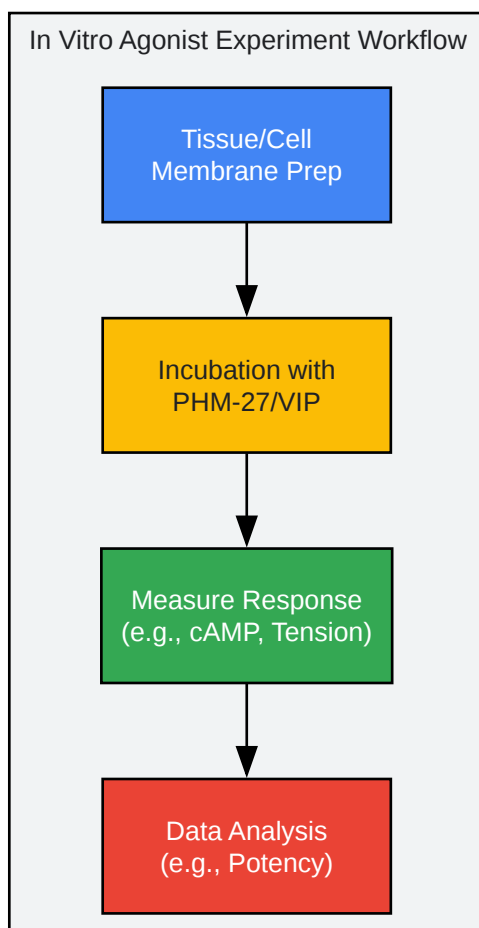 In Vitro Agonist Experiment Workflow
Tissue/Cell
Membrane Prep
Incubation with
PHM-27/VIP
Measure Response
(e.g., cAMP, Tension)
Data Analysis
(e.g., Potency)